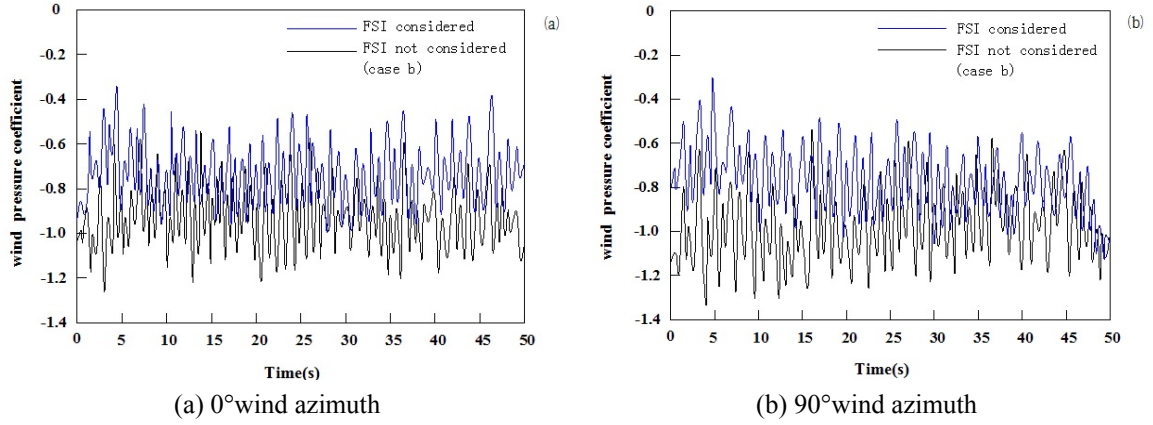 (a)
FSI considered
FSI not considered
(case b)
wind pressure coefficient
0
-0.2
-0.4
-0.6
-0.8
-1.0
-1.2
-1.4
0 5 10 15 20 25 30 35 40 45 50
Time(s)
(a) 0°wind azimuth
(b)
FSI considered
FSI not considered
(case b)
wind pressure coefficient
0
-0.2
-0.4
-0.6
-0.8
-1.0
-1.2
-1.4
0 5 10 15 20 25 30 35 40 45 50
Time(s)
(b) 90°wind azimuth